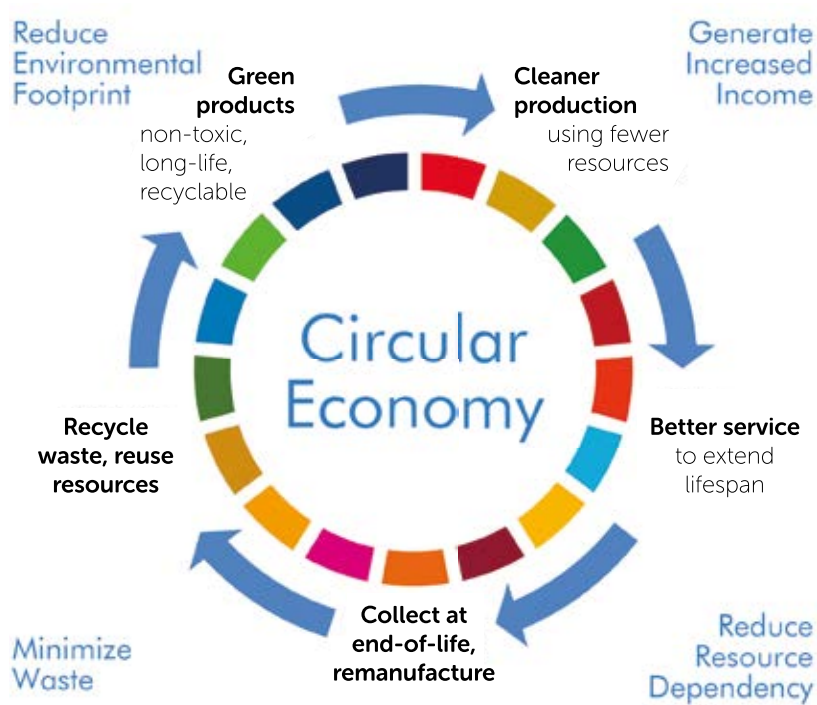 Reduce
Environmental
Footprint
Generate
Increased
Income
Green
products
non-toxic,
long-life,
recyclable
Cleaner
production
using fewer
resources
Circular
Economy
Recycle
waste, reuse
resources
Better service
to extend
lifespan
Collect at
end-of-life,
remanufacture
Minimize
Waste
Reduce
Resource
Dependency